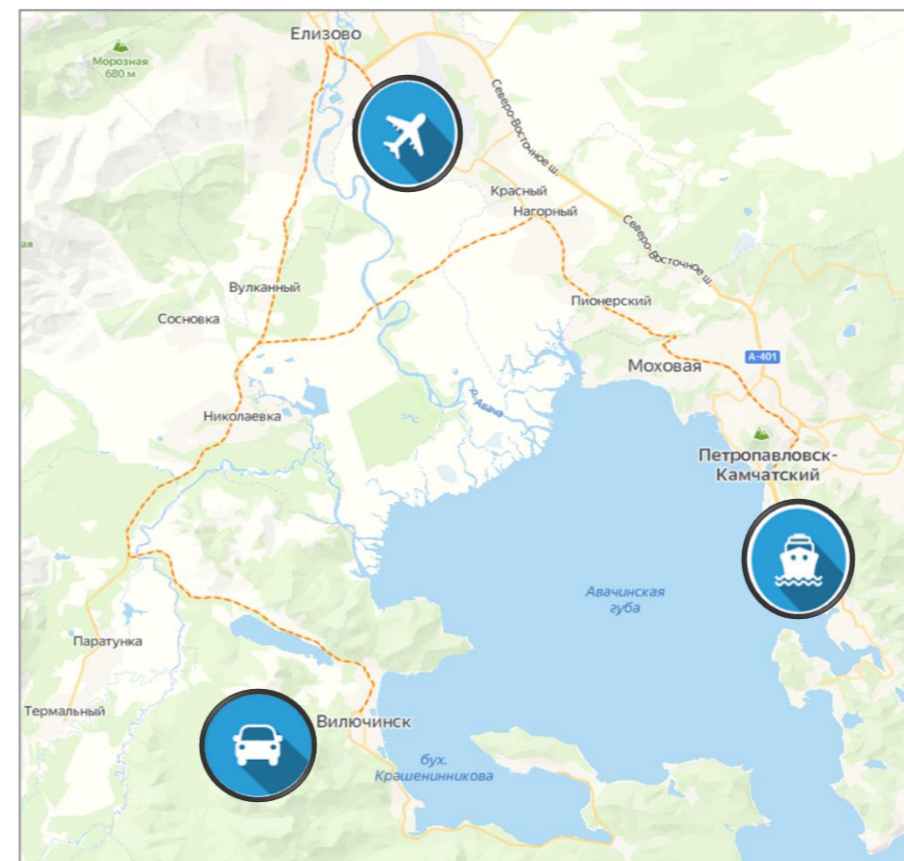 Елизово
Морозная
680 м
Северо-Восточное ш.
Красный
Нагорный
Северо-Восточное ш.
ая
Вулканный
Сосновка
Пионерский
Моховая
А-401
р. Авача
Николаевка
Петропавловск-
Камчатский
Авачинская
губа
Паратунка
Термальный
Вилючинск
бух.
Крашенинникова